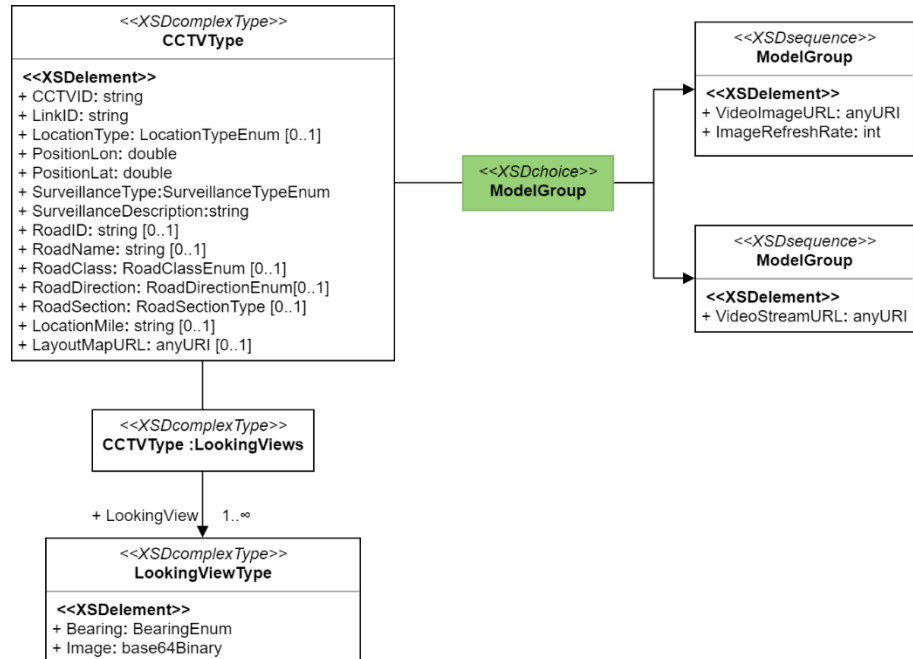 <<XSDcomplexType>>
CCTVType
<<XSDelement>>
+ CCTVID: string
+ LinkID: string
+ LocationType: LocationTypeEnum [0..1]
+ PositionLon: double
+ PositionLat: double
+ SurveillanceType:SurveillanceTypeEnum
+ SurveillanceDescription:string
+ RoadID: string [0..1]
+ RoadName: string [0..1]
+ RoadClass: RoadClassEnum [0..1]
+ RoadDirection: RoadDirectionEnum[0..1]
+ RoadSection: RoadSectionType [0..1]
+ LocationMile: string [0..1]
+ LayoutMapURL: anyURI [0..1]
<<XSDchoice>>
ModelGroup
<<XSDsequence>>
ModelGroup
<<XSDelement>>
+ VideoImageURL: anyURI
+ ImageRefreshRate: int
<<XSDsequence>>
ModelGroup
<<XSDelement>>
+ VideoStreamURL: anyURI
<<XSDcomplexType>>
CCTVType :LookingViews
+ LookingView 1..∞
<<XSDcomplexType>>
LookingViewType
<<XSDelement>>
+ Bearing: BearingEnum
+ Image: base64Binary